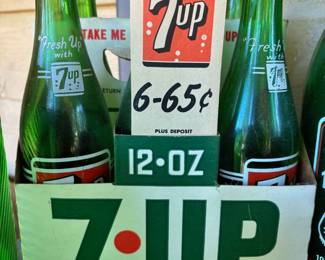 7up
TAKE ME
"Fresh Up"
with
7up
"Fresh Up"
with
7up
6-65¢
RETURN
PLUS DEPOSIT
12•OZ
7•UP